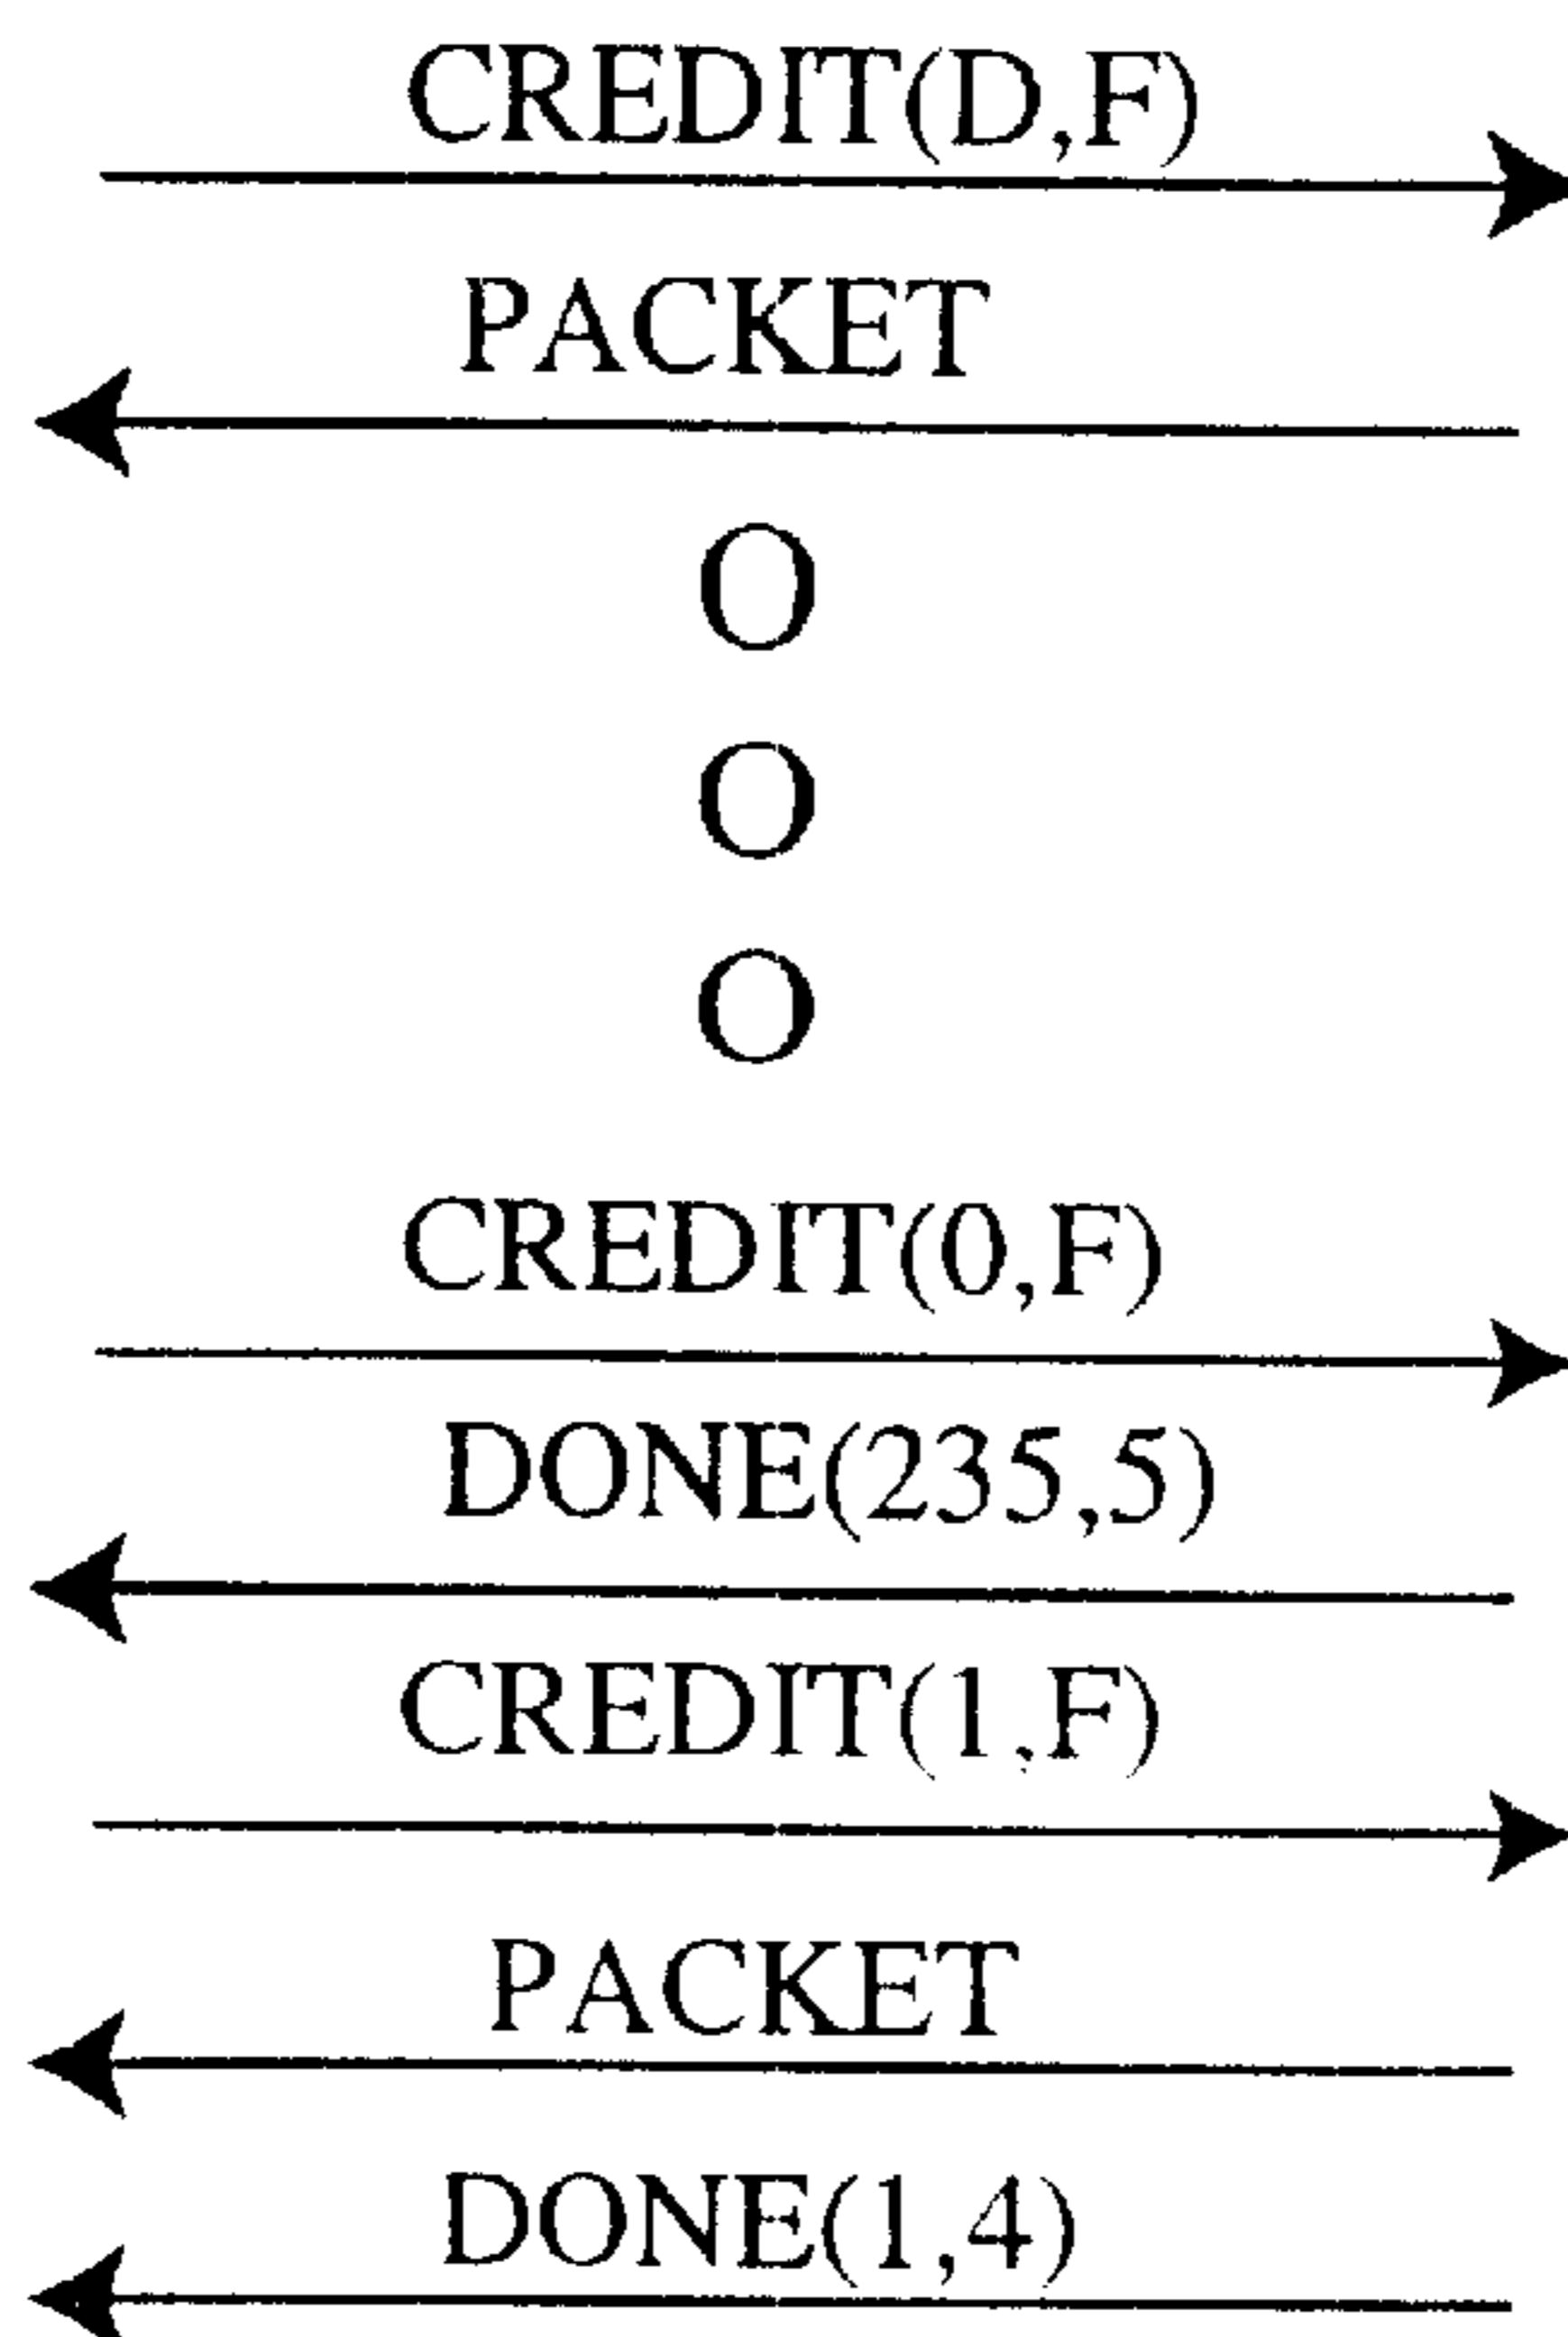 CREDIT(D,F)
PACKET
O
O
O
CREDIT(0,F)
DONE(235,5)
CREDIT(1,F)
PACKET
DONE(1,4)